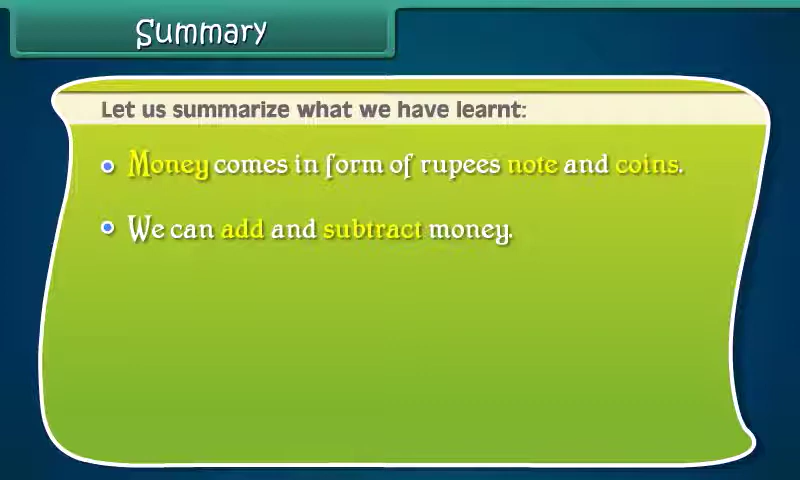 Summary
Let us summarize what we have learnt:
Money comes in form of rupees note and coins.
We can add and subtract money.